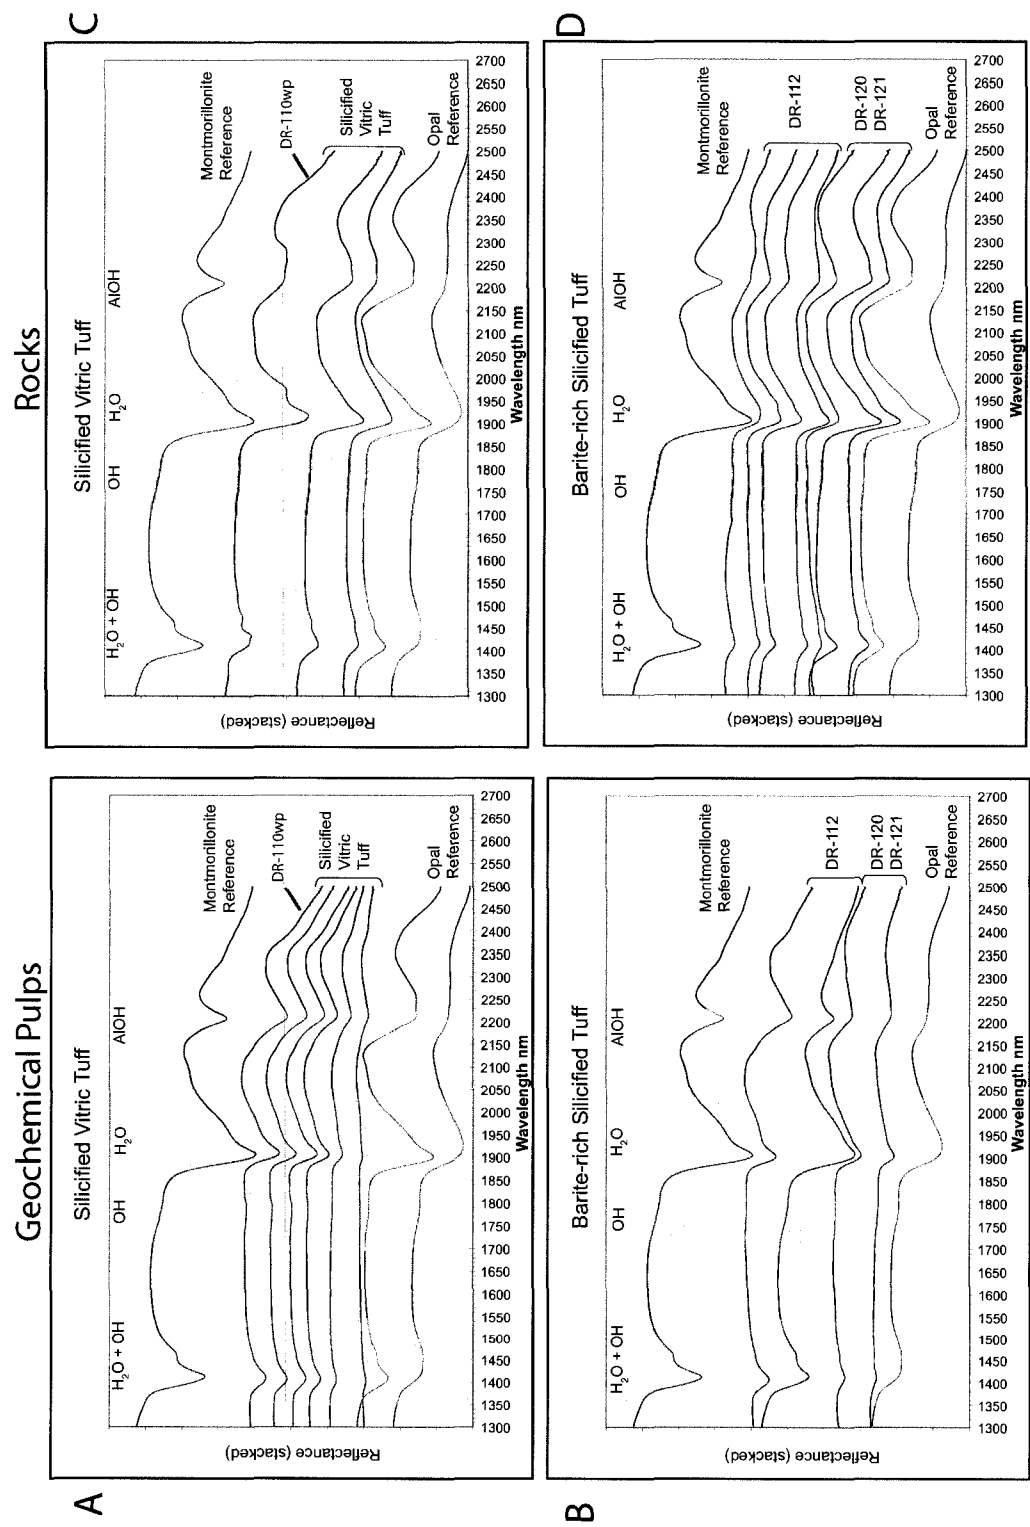 Geochemical Pulps
A
Silicified Vitric Tuff
H₂O + OH
OH
H₂O
AlOH
Montmorillonite
Reference
DR-110wp
Silicified
Vitric
Tuff
Opal
Reference
Reflectance (stacked)
1300 1350 1400 1450 1500 1550 1600 1650 1700 1750 1800 1850 1900 1950 2000 2050 2100 2150 2200 2250 2300 2350 2400 2450 2500 2550 2600 2650 2700
Wavelength nm
B
Barite-rich Silicified Tuff
H₂O + OH
OH
H₂O
AlOH
Montmorillonite
Reference
DR-112
DR-120
DR-121
Opal
Reference
Reflectance (stacked)
1300 1350 1400 1450 1500 1550 1600 1650 1700 1750 1800 1850 1900 1950 2000 2050 2100 2150 2200 2250 2300 2350 2400 2450 2500 2550 2600 2650 2700
Wavelength nm
Rocks
C
Silicified Vitric Tuff
H₂O + OH
OH
H₂O
AlOH
Montmorillonite
Reference
DR-110wp
Silicified
Vitric
Tuff
Opal
Reference
Reflectance (stacked)
1300 1350 1400 1450 1500 1550 1600 1650 1700 1750 1800 1850 1900 1950 2000 2050 2100 2150 2200 2250 2300 2350 2400 2450 2500 2550 2600 2650 2700
Wavelength nm
D
Barite-rich Silicified Tuff
H₂O + OH
OH
H₂O
AlOH
Montmorillonite
Reference
DR-112
DR-120
DR-121
Opal
Reference
Reflectance (stacked)
1300 1350 1400 1450 1500 1550 1600 1650 1700 1750 1800 1850 1900 1950 2000 2050 2100 2150 2200 2250 2300 2350 2400 2450 2500 2550 2600 2650 2700
Wavelength nm